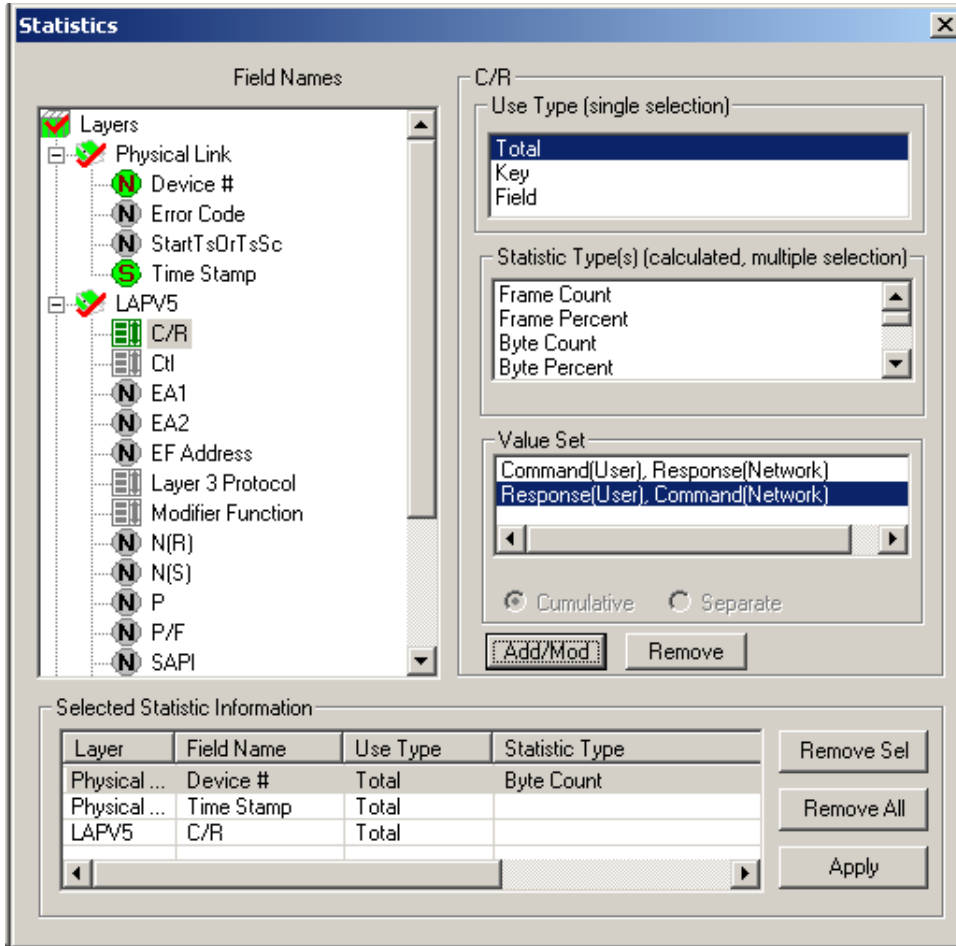 Statistics
Field Names
Layers
Physical Link
N Device #
N Error Code
N StartTsOrTsSc
S Time Stamp
LAPV5
C/R
Ctl
N EA1
N EA2
N EF Address
Layer 3 Protocol
Modifier Function
N N(R)
N N(S)
N P
N P/F
N SAPI
C/R
Use Type (single selection)
Total
Key
Field
Statistic Type(s) (calculated, multiple selection)
Frame Count
Frame Percent
Byte Count
Byte Percent
Value Set
Command(User), Response(Network)
Response(User), Command(Network)
Cumulative Separate
Add/Mod Remove
Selected Statistic Information
Layer Field Name Use Type Statistic Type
Physical ... Device # Total Byte Count
Physical ... Time Stamp Total
LAPV5 C/R Total
Remove Sel
Remove All
Apply